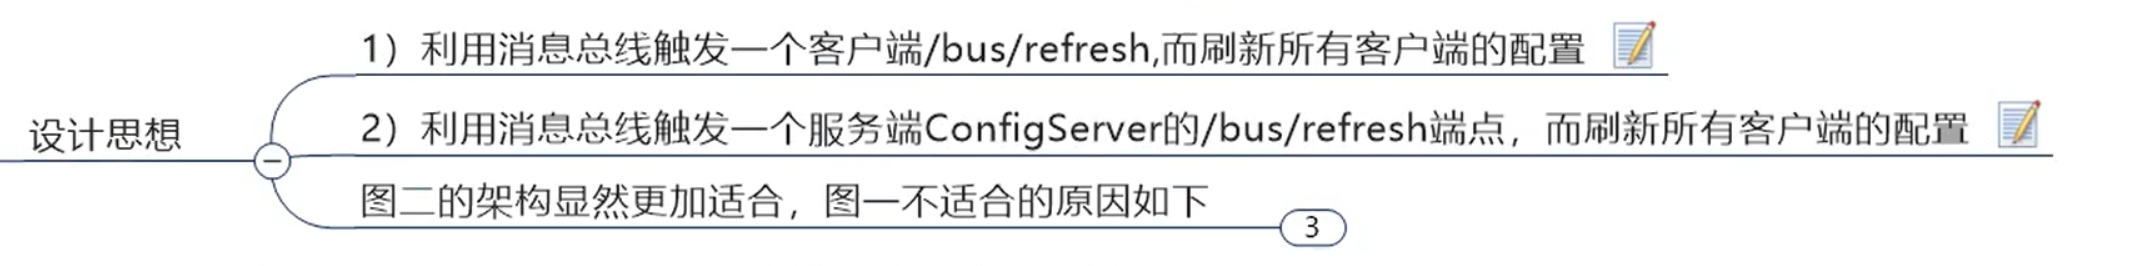 1）利用消息总线触发一个客户端/bus/refresh,而刷新所有客户端的配置
设计思想
2）利用消息总线触发一个服务端ConfigServer的/bus/refresh端点，而刷新所有客户端的配置
图二的架构显然更加适合，图一不适合的原因如下
3